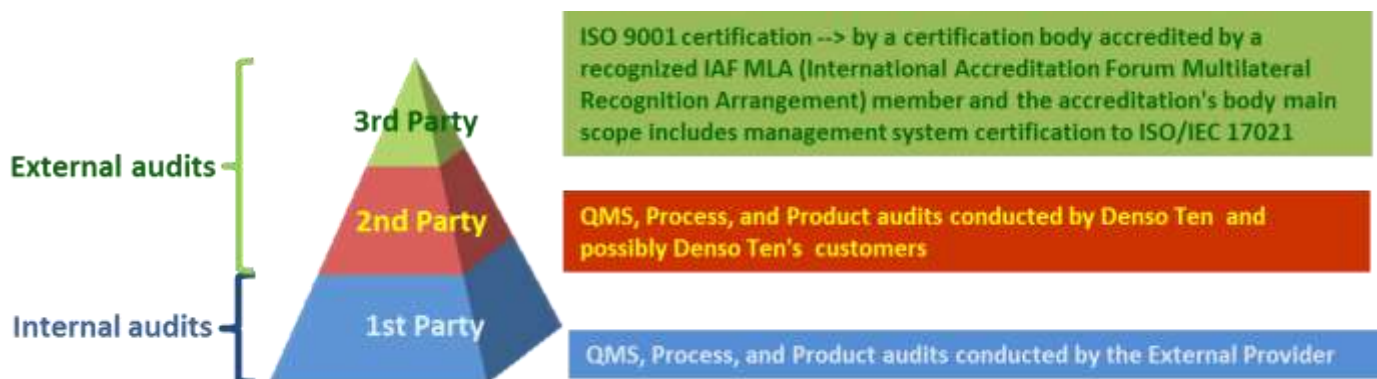 ISO 9001 certification --> by a certification body accredited by a
recognized IAF MLA (International Accreditation Forum Multilateral
Recognition Arrangement) member and the accreditation's body main
scope includes management system certification to ISO/IEC 17021
3rd Party
External audits
2nd Party
QMS, Process, and Product audits conducted by Denso Ten and
possibly Denso Ten's customers
Internal audits
1st Party
QMS, Process, and Product audits conducted by the External Provider